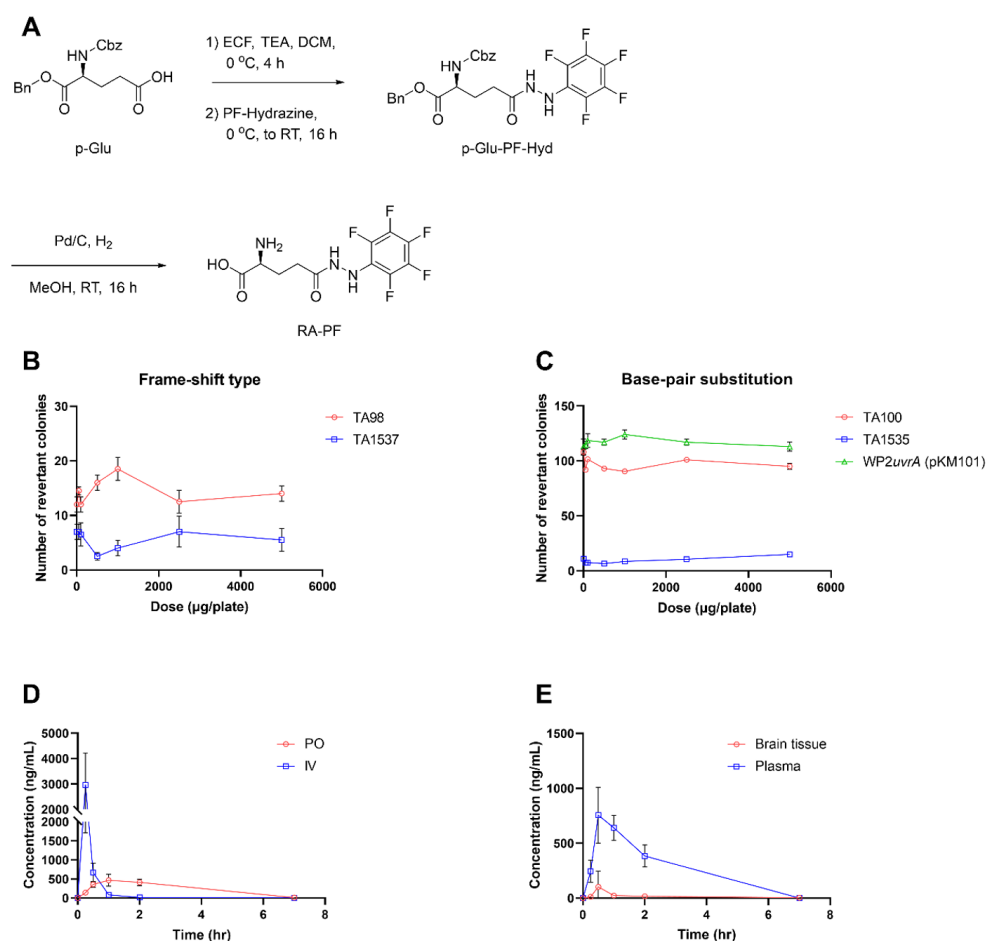 A
HN
Cbz
BnO
O
O
OH
p-Glu
1) ECF, TEA, DCM,
0 °C, 4 h
2) PF-Hydrazine,
0 °C, to RT, 16 h
HN
Cbz
BnO
O
O
H
N
N
H
F
F
F
F
F
p-Glu-PF-Hyd
Pd/C, H2
MeOH, RT, 16 h
NH2
HO
O
O
H
N
N
H
F
F
F
F
F
RA-PF
B
Frame-shift type
Number of revertant colonies
30
20
10
0
0 2000 4000 6000
Dose (µg/plate)
TA98
TA1537
C
Base-pair substitution
Number of revertant colonies
150
100
50
0
0 2000 4000 6000
Dose (µg/plate)
TA100
TA1535
WP2uvrA (pKM101)
D
Concentration (ng/mL)
5000
4000
3000
2000
2000
1500
1000
500
0
0 2 4 6 8
Time (hr)
PO
IV
E
Concentration (ng/mL)
1500
1000
500
0
0 2 4 6 8
Time (hr)
Brain tissue
Plasma